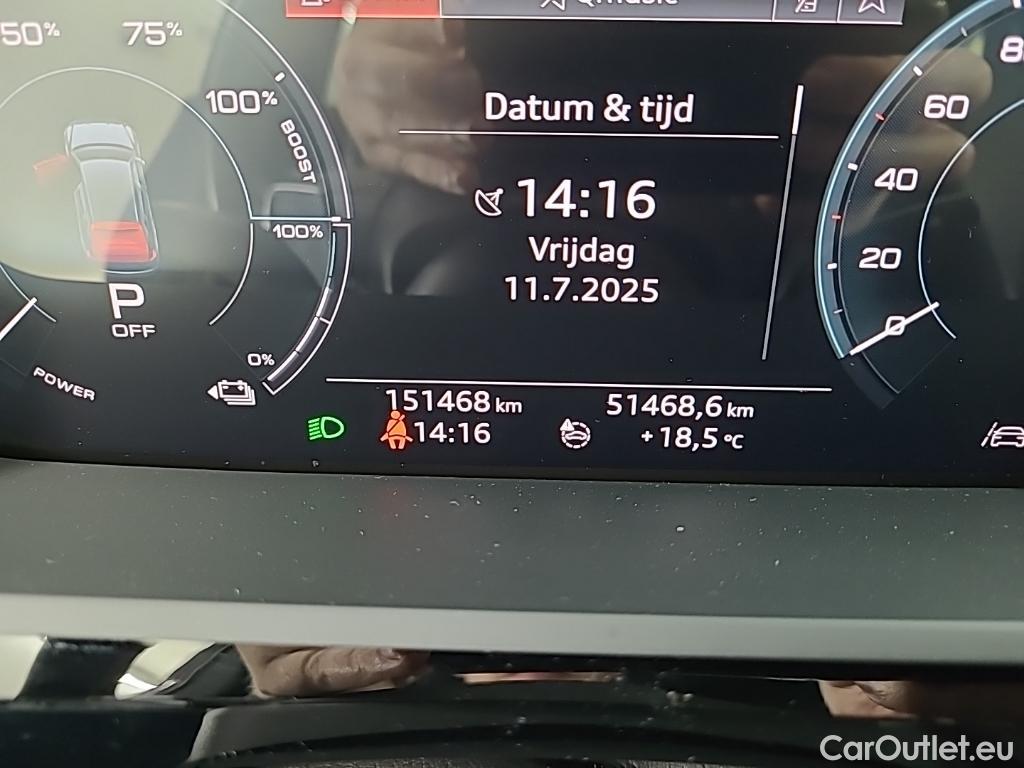 50%
75%
Qmusic
100%
BOOST
100%
P
OFF
0%
POWER
Datum & tijd
14:16
Vrijdag
11.7.2025
60
40
20
0
151468 km
51468,6 km
14:16
+18,5 °C
CarOutlet.eu